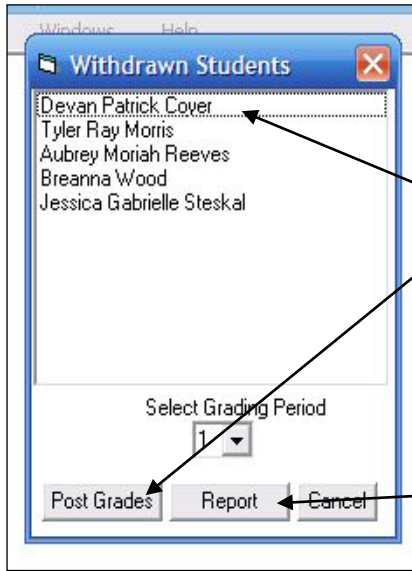 Windows Help
Withdrawn Students
Devan Patrick Cover
Tyler Ray Morris
Aubrey Moriah Reeves
Breanna Wood
Jessica Gabrielle Steskal
Select Grading Period
1
Post Grades Report Cancel